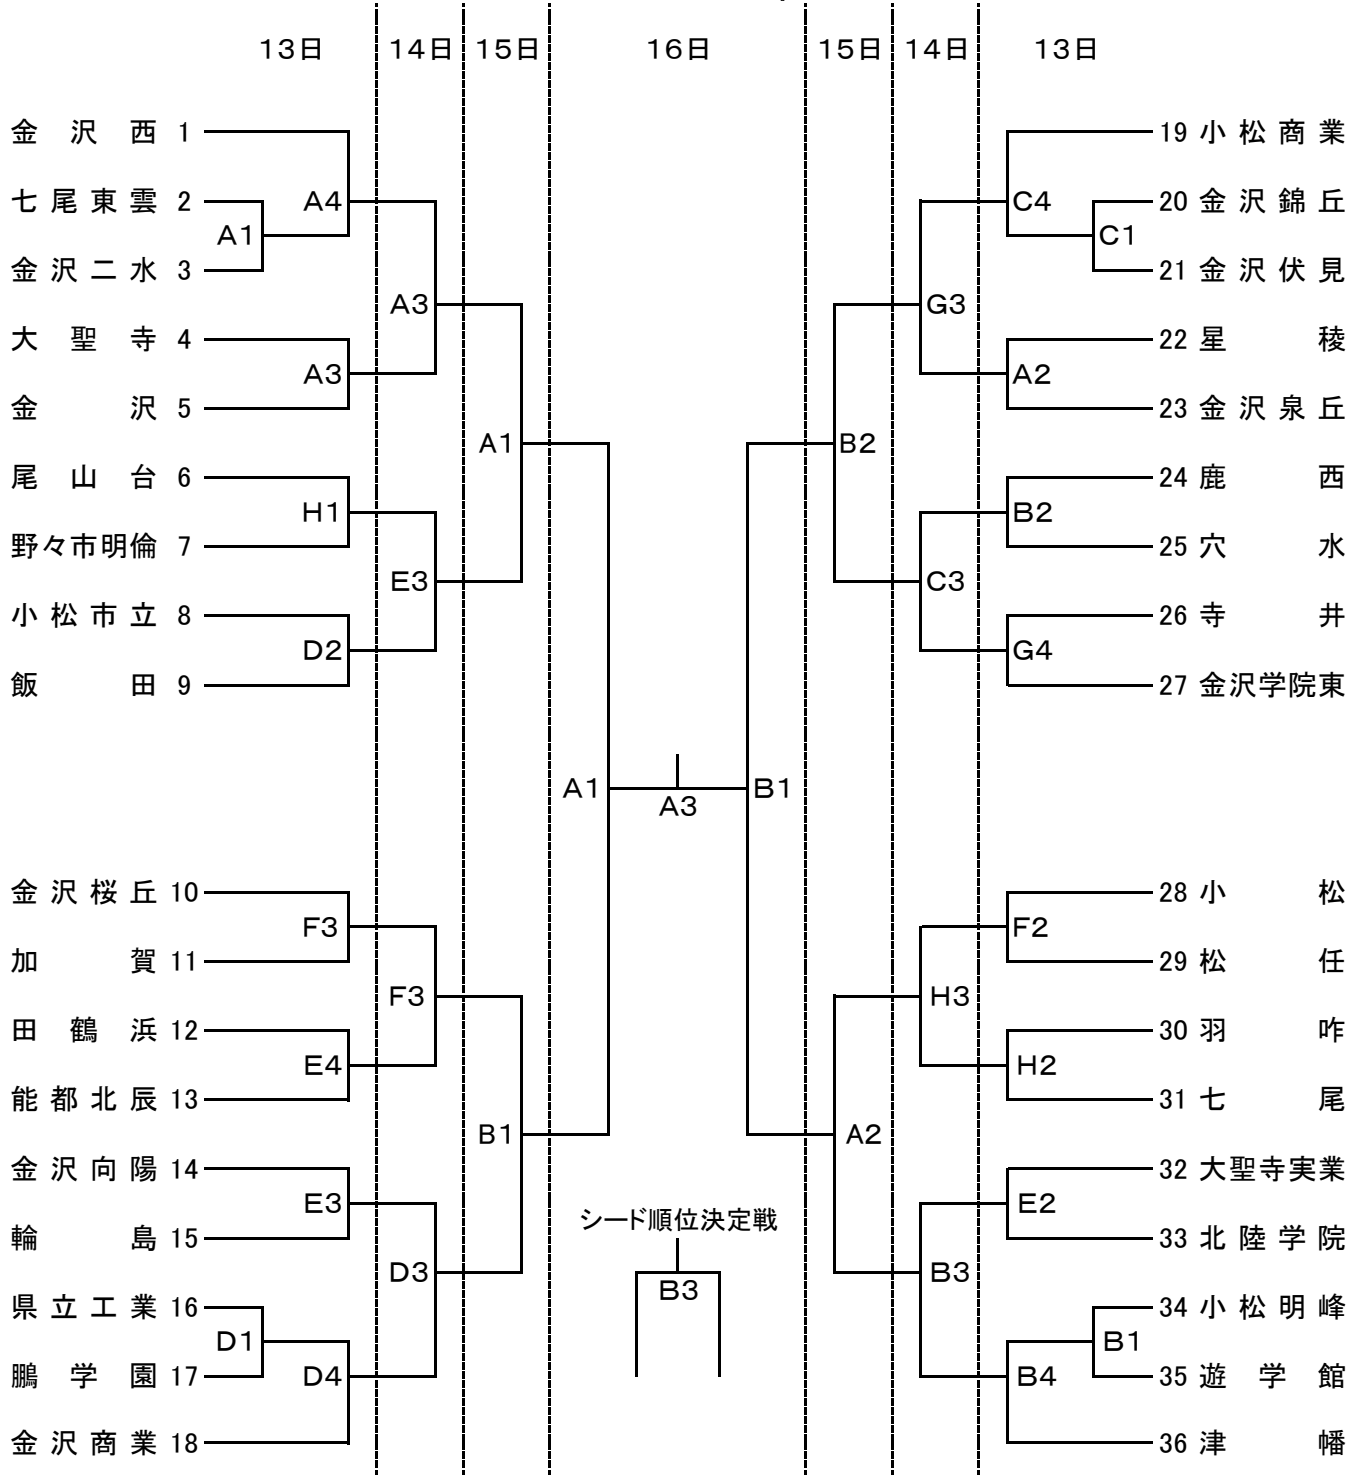 13日 14日 15日 16日 15日 14日 13日
金沢西 1
19 小松商業
七尾東雲 2
A4
C4
20 金沢錦丘
A1
C1
金沢二水 3
21 金沢伏見
A3
G3
大聖寺 4
22 星稜
A3
A2
金沢 5
23 金沢泉丘
A1
B2
尾山台 6
24 鹿西
H1
B2
野々市明倫 7
25 穴水
E3
C3
小松市立 8
26 寺井
D2
G4
飯田 9
27 金沢学院東
A1
A3
B1
金沢桜丘 10
28 小松
F3
F2
加賀 11
29 松任
F3
H3
田鶴浜 12
30 羽咋
E4
H2
能都北辰 13
31 七尾
B1
A2
金沢向陽 14
32 大聖寺実業
E3
E2
シード順位決定戦
輪島 15
33 北陸学院
D3
B3
B3
県立工業 16
34 小松明峰
D1
B1
鵬学園 17
D4
B4
35 遊学館
金沢商業 18
36 津幡